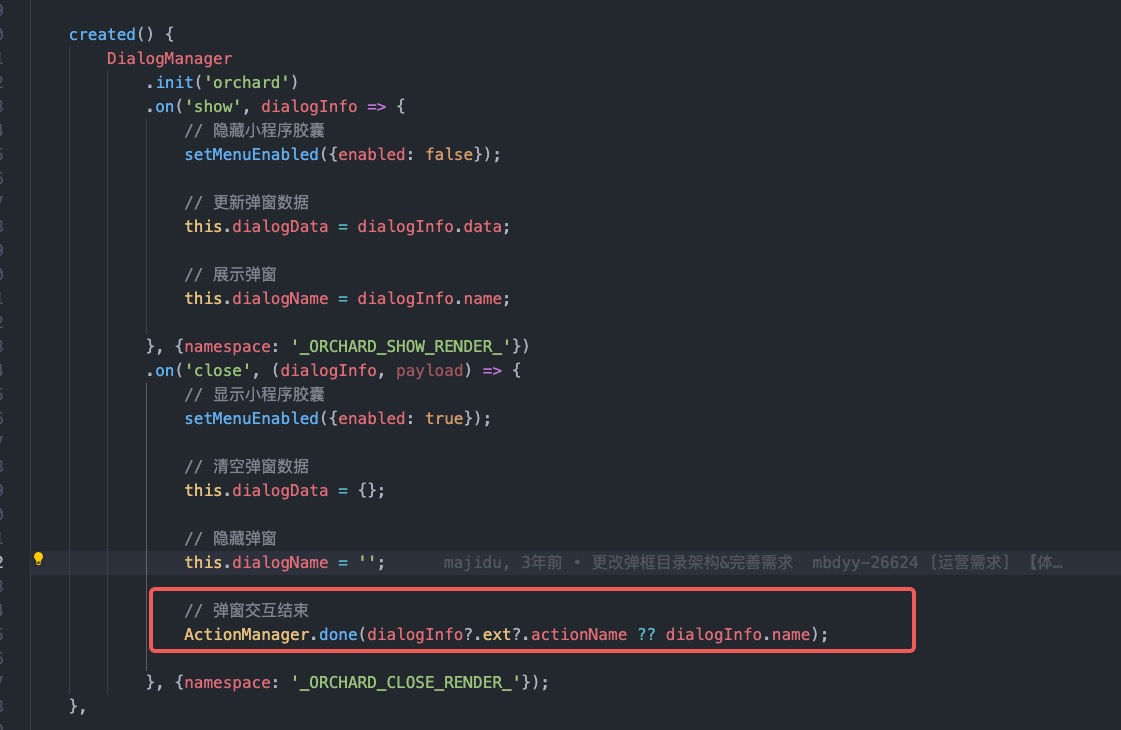 created() {
DialogManager
.init('orchard')
.on('show', dialogInfo => {
// 隐藏小程序胶囊
setMenuEnabled({enabled: false});
// 更新弹窗数据
this.dialogData = dialogInfo.data;
// 展示弹窗
this.dialogName = dialogInfo.name;
}, {namespace: '_ORCHARD_SHOW_RENDER_'})
.on('close', (dialogInfo, payload) => {
// 显示小程序胶囊
setMenuEnabled({enabled: true});
// 清空弹窗数据
this.dialogData = {};
// 隐藏弹窗
this.dialogName = ''; majidu, 3年前 • 更改弹框目录架构&完善需求 mbdyy-26624 [运营需求] 【体…
// 弹窗交互结束
ActionManager.done(dialogInfo?.ext?.actionName ?? dialogInfo.name);
}, {namespace: '_ORCHARD_CLOSE_RENDER_'});
},